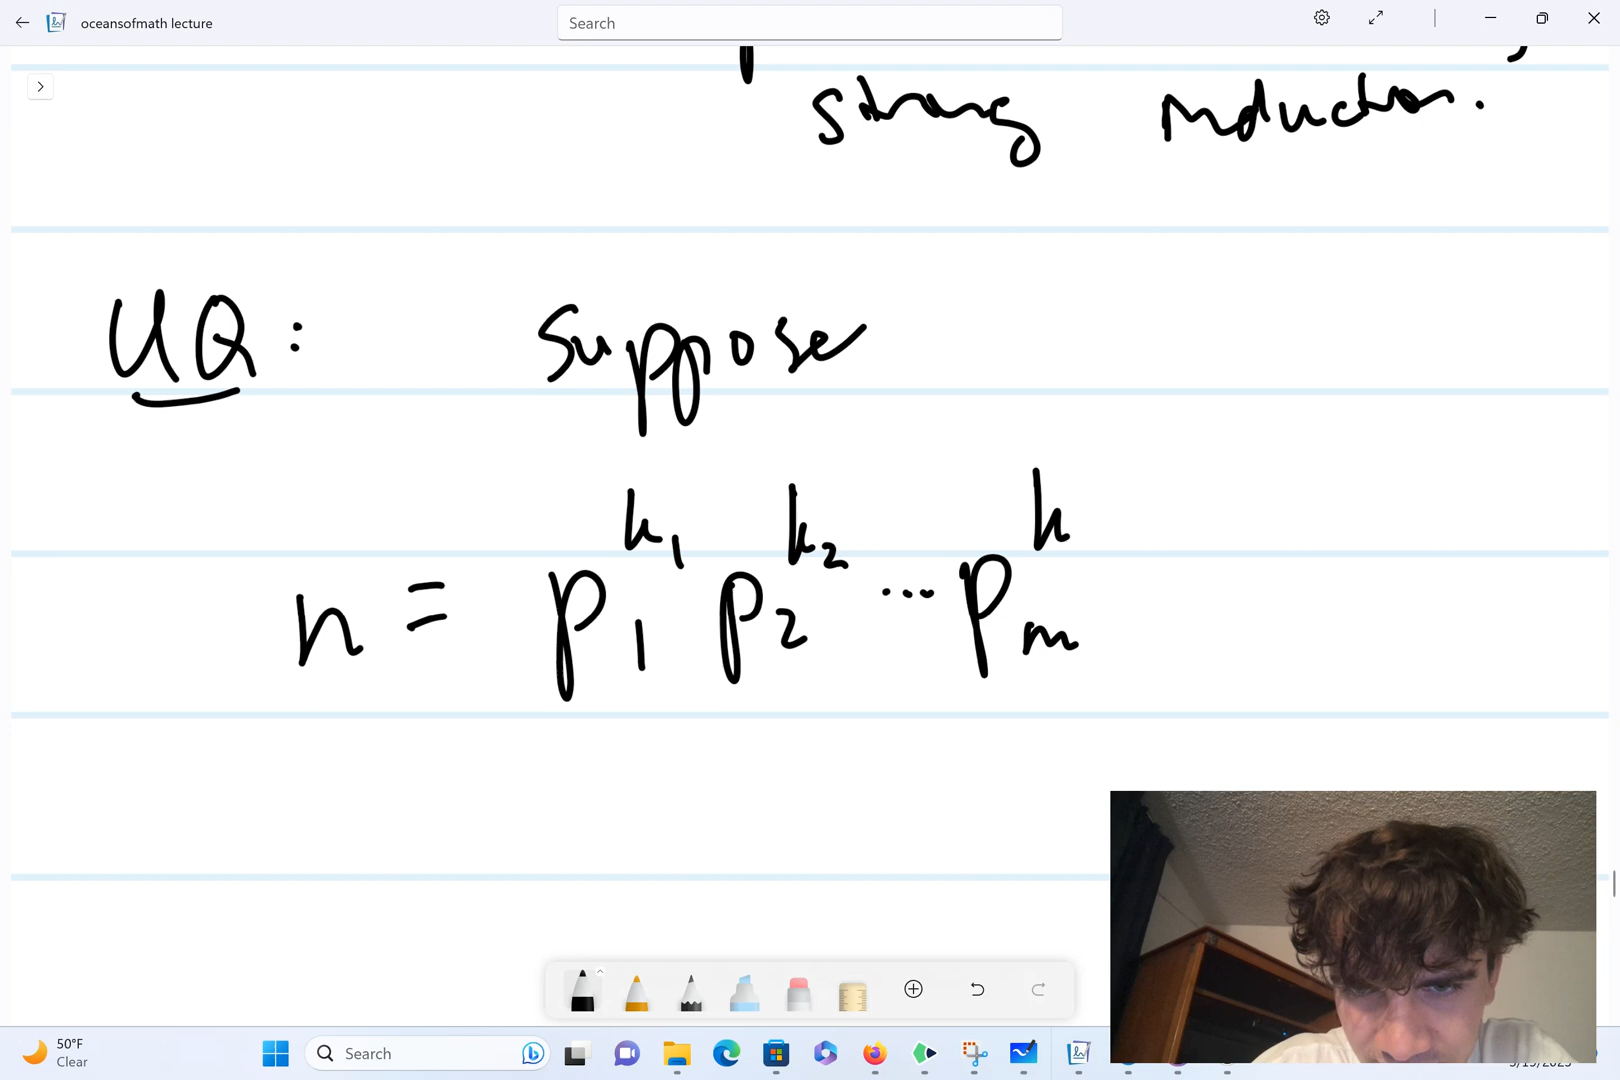 oceansofmath lecture
Search
strong induction.
UQ: Suppose
n = p₁^k₁ p₂^k₂ ... pₘ^k
50°F
Clear
Search